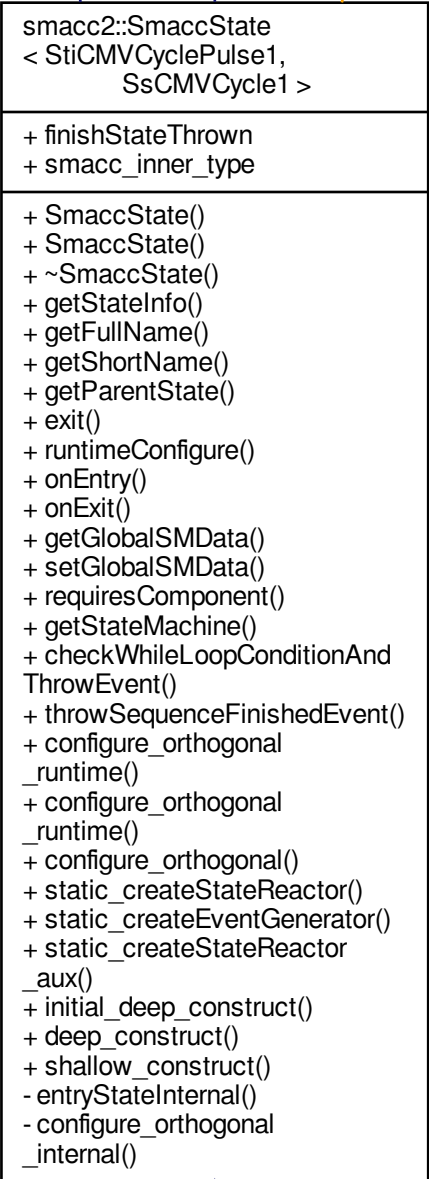 smacc2::SmaccState
< StiCMVCyclePulse1,
SsCMVCycle1 >
+ finishStateThrown
+ smacc_inner_type
+ SmaccState()
+ SmaccState()
+ ~SmaccState()
+ getStateInfo()
+ getFullName()
+ getShortName()
+ getParentState()
+ exit()
+ runtimeConfigure()
+ onEntry()
+ onExit()
+ getGlobalSMData()
+ setGlobalSMData()
+ requiresComponent()
+ getStateMachine()
+ checkWhileLoopConditionAnd
ThrowEvent()
+ throwSequenceFinishedEvent()
+ configure_orthogonal
_runtime()
+ configure_orthogonal
_runtime()
+ configure_orthogonal()
+ static_createStateReactor()
+ static_createEventGenerator()
+ static_createStateReactor
_aux()
+ initial_deep_construct()
+ deep_construct()
+ shallow_construct()
- entryStateInternal()
- configure_orthogonal
_internal()